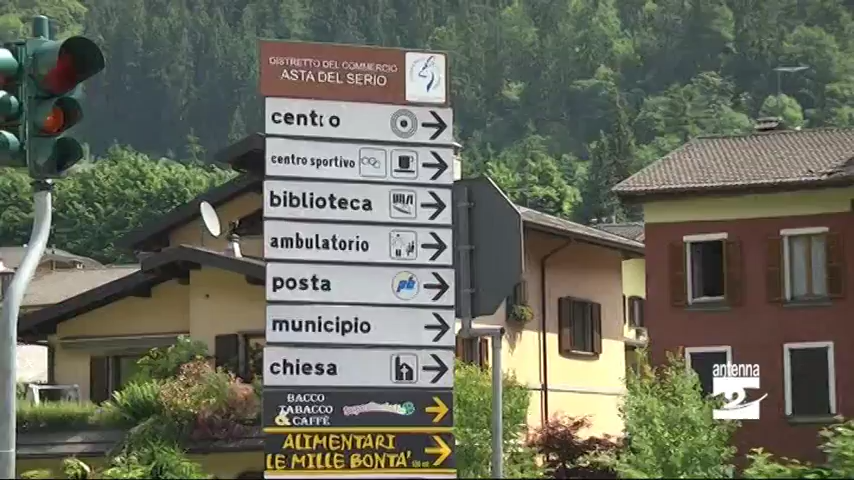 DISTRETTO DEL COMMERCIO
ASTA DEL SERIO
centro
centro sportivo
biblioteca
ambulatorio
posta
municipio
chiesa
BACCO
TABACCO
& CAFFÈ
ALIMENTARI
LE MILLE BONTA'
antenna
2